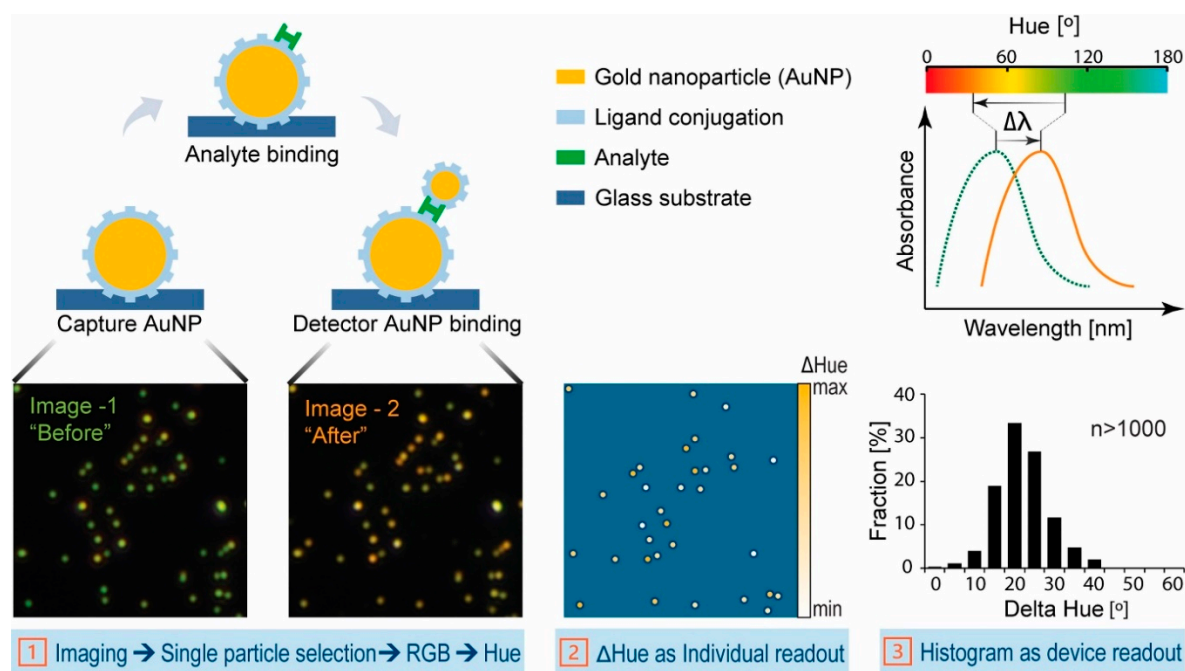 Analyte binding
Capture AuNP
Detector AuNP binding
Gold nanoparticle (AuNP)
Ligand conjugation
Analyte
Glass substrate
Hue [º]
0 60 120 180
Δλ
Absorbance
Wavelength [nm]
Image -1
“Before”
Image - 2
“After”
ΔHue
max
min
40
30
20
10
0
Fraction [%]
n>1000
0 10 20 30 40 50 60
Delta Hue [º]
1 Imaging → Single particle selection → RGB → Hue
2 ΔHue as Individual readout
3 Histogram as device readout